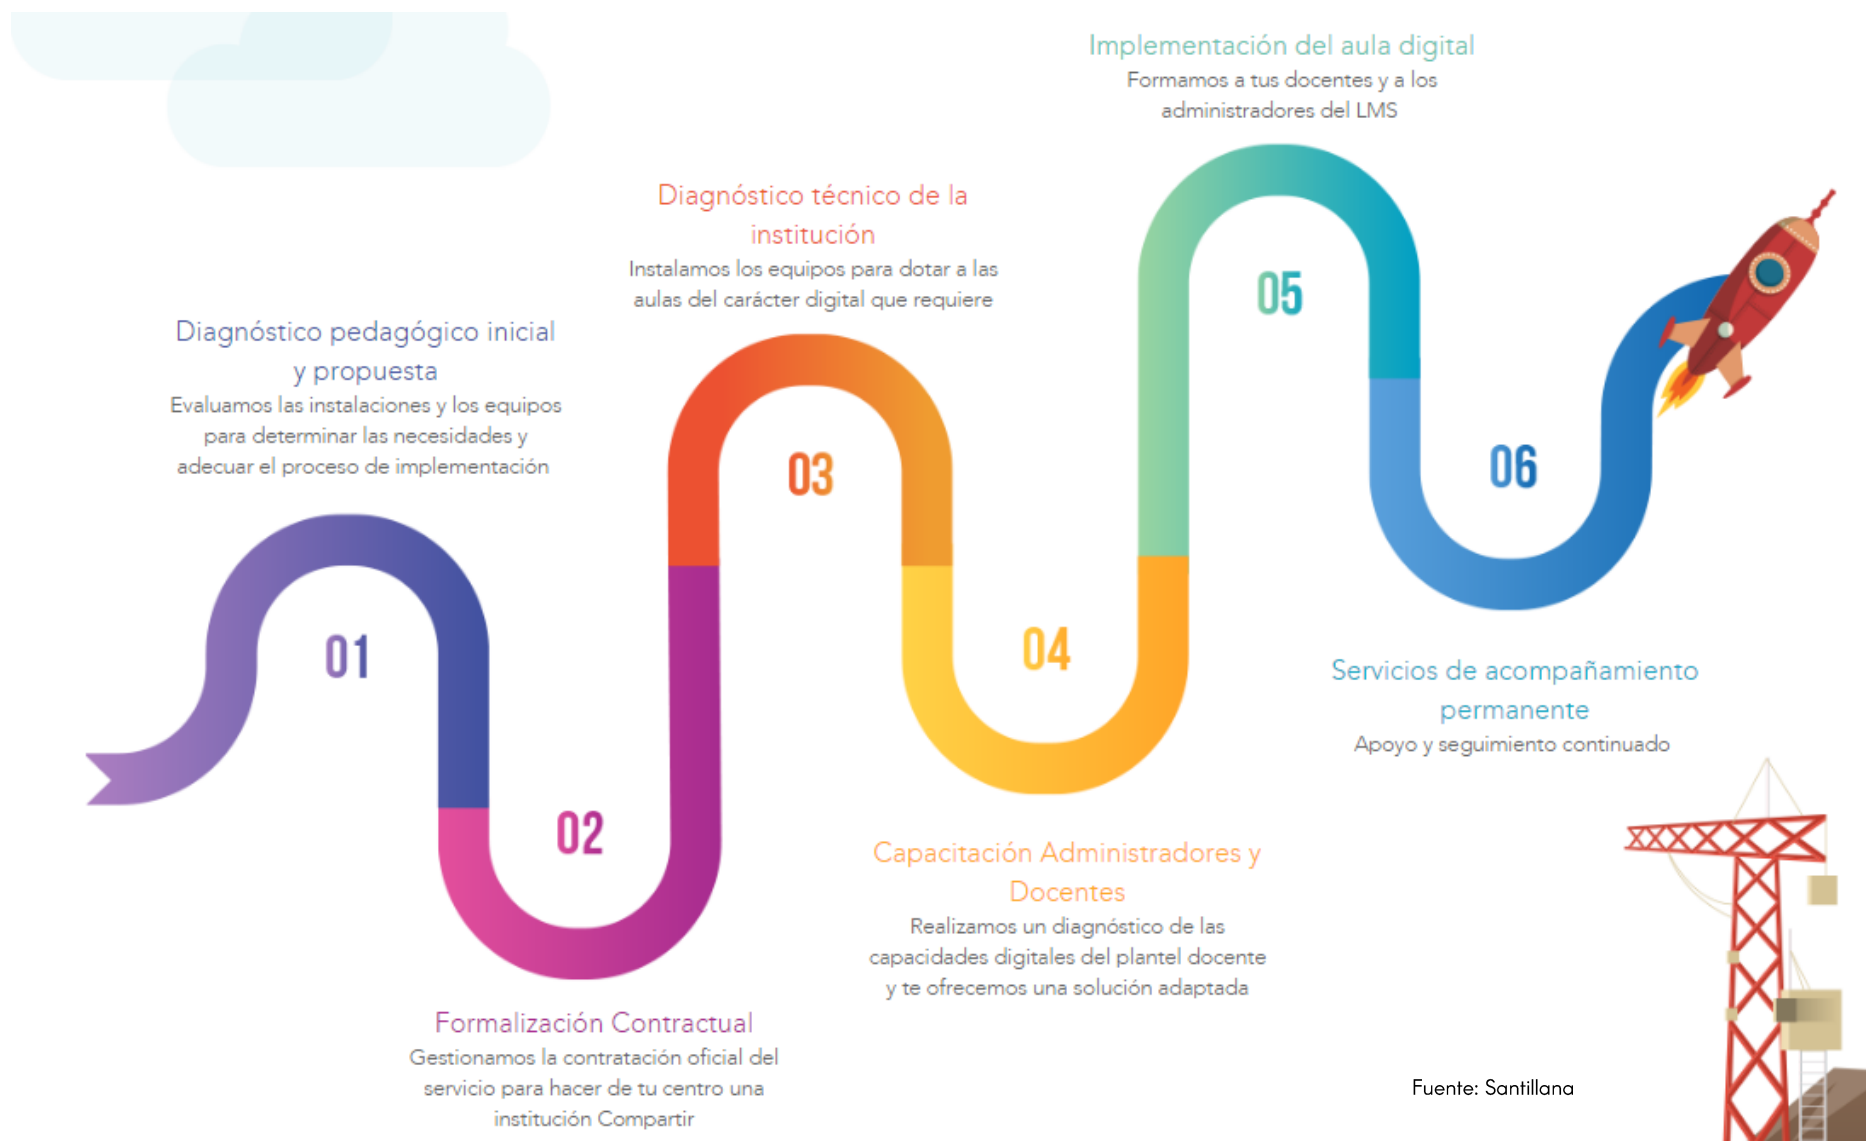 Diagnóstico pedagógico inicial
y propuesta
Evaluamos las instalaciones y los equipos
para determinar las necesidades y
adecuar el proceso de implementación
01
02
Formalización Contractual
Gestionamos la contratación oficial del
servicio para hacer de tu centro una
institución Compartir
Diagnóstico técnico de la
institución
Instalamos los equipos para dotar a las
aulas del carácter digital que requiere
03
04
Capacitación Administradores y
Docentes
Realizamos un diagnóstico de las
capacidades digitales del plantel docente
y te ofrecemos una solución adaptada
Implementación del aula digital
Formamos a tus docentes y a los
administradores del LMS
05
06
Servicios de acompañamiento
permanente
Apoyo y seguimiento continuado
Fuente: Santillana